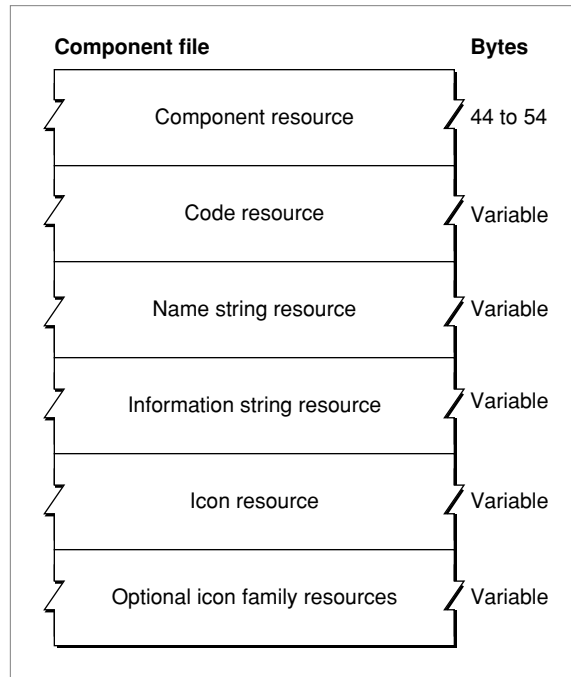 Component file Bytes
Component resource 44 to 54
Code resource Variable
Name string resource Variable
Information string resource Variable
Icon resource Variable
Optional icon family resources Variable